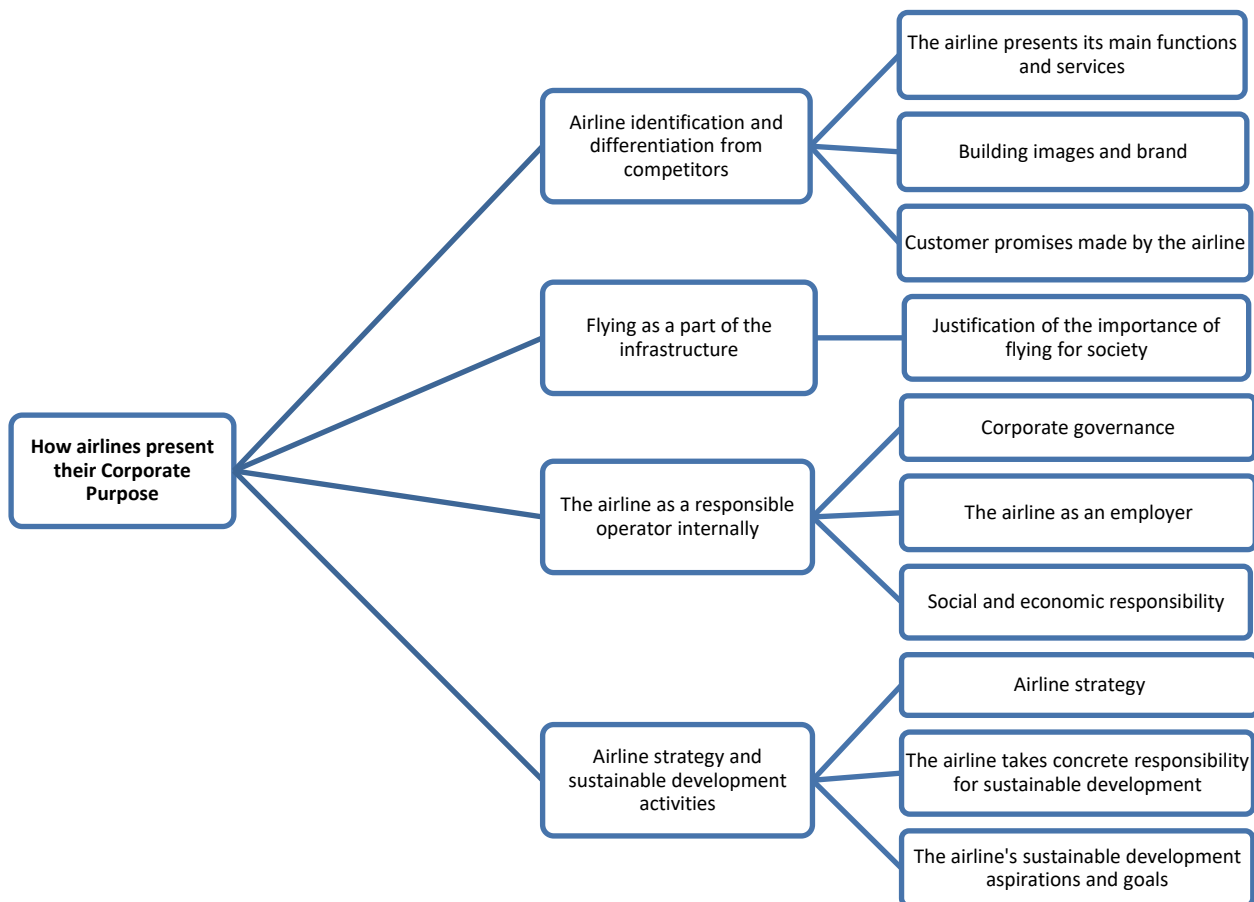 How airlines present
their Corporate
Purpose
Airline identification and
differentiation from
competitors
The airline presents its main functions
and services
Building images and brand
Customer promises made by the airline
Flying as a part of the
infrastructure
Justification of the importance of
flying for society
The airline as a responsible
operator internally
Corporate governance
The airline as an employer
Social and economic responsibility
Airline strategy and
sustainable development
activities
Airline strategy
The airline takes concrete responsibility
for sustainable development
The airline's sustainable development
aspirations and goals